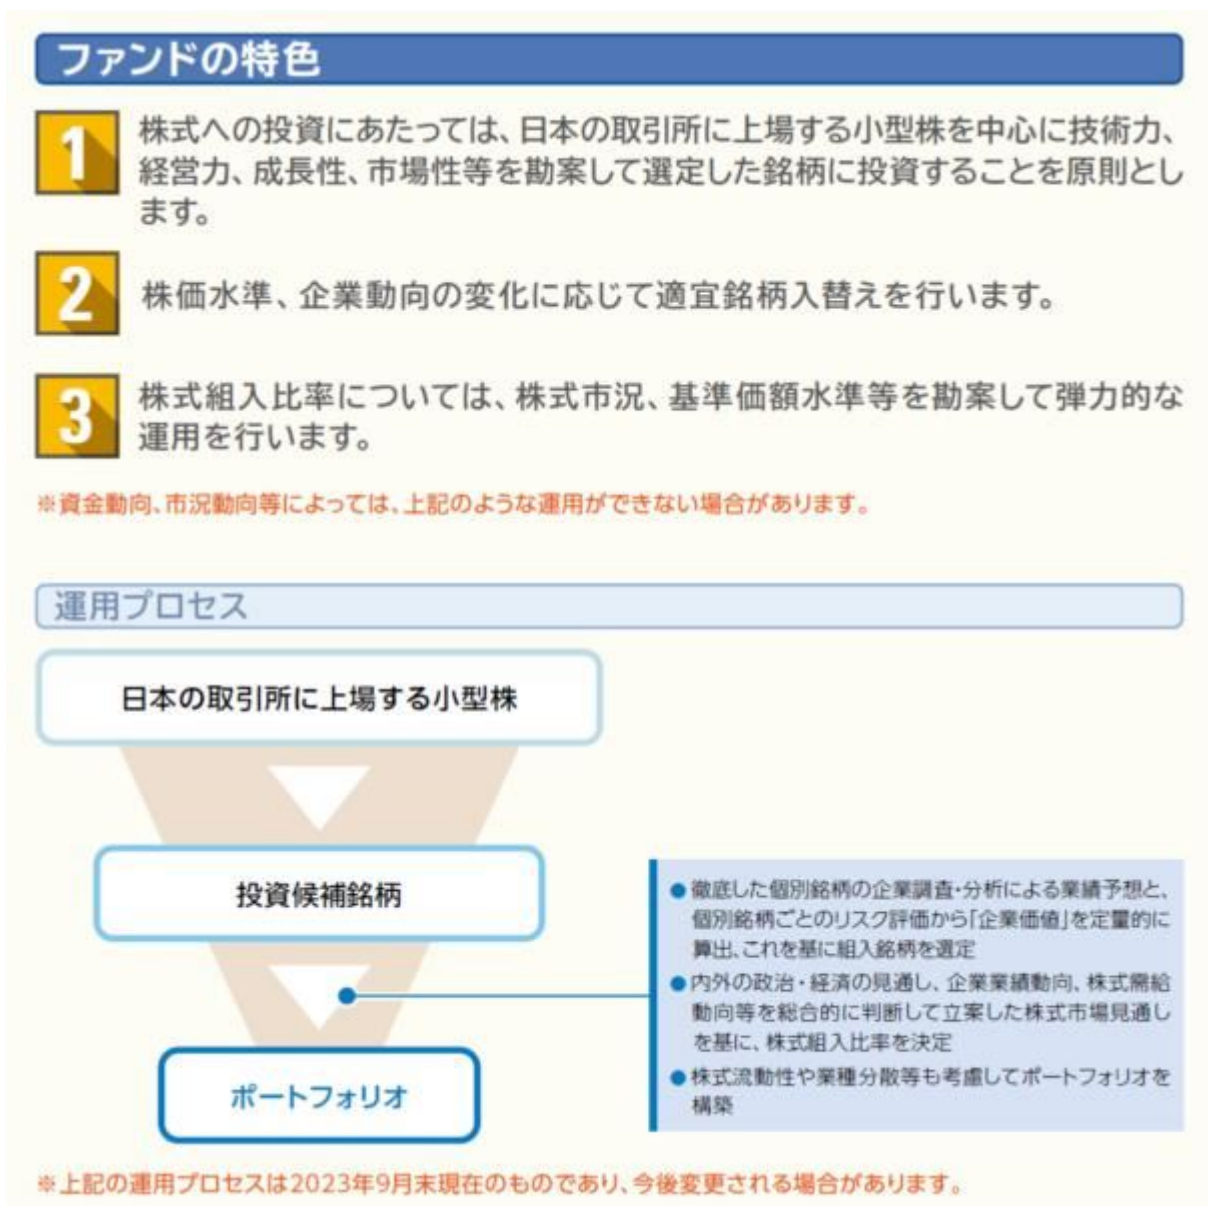 ファンドの特色
1
株式への投資にあたっては、日本の取引所に上場する小型株を中心に技術力、
経営力、成長性、市場性等を勘案して選定した銘柄に投資することを原則とし
ます。
2
株価水準、企業動向の変化に応じて適宜銘柄入替えを行います。
3
株式組入比率については、株式市況、基準価額水準等を勘案して弾力的な
運用を行います。
※資金動向、市況動向等によっては、上記のような運用ができない場合があります。
運用プロセス
日本の取引所に上場する小型株
投資候補銘柄
●徹底した個別銘柄の企業調査・分析による業績予想と、
個別銘柄ごとのリスク評価から「企業価値」を定量的に
算出、これを基に組入銘柄を選定
●内外の政治・経済の見通し、企業業績動向、株式需給
動向等を総合的に判断して立案した株式市場見通し
を基に、株式組入比率を決定
●株式流動性や業種分散等も考慮してポートフォリオを
構築
ポートフォリオ
※上記の運用プロセスは2023年9月末現在のものであり、今後変更される場合があります。